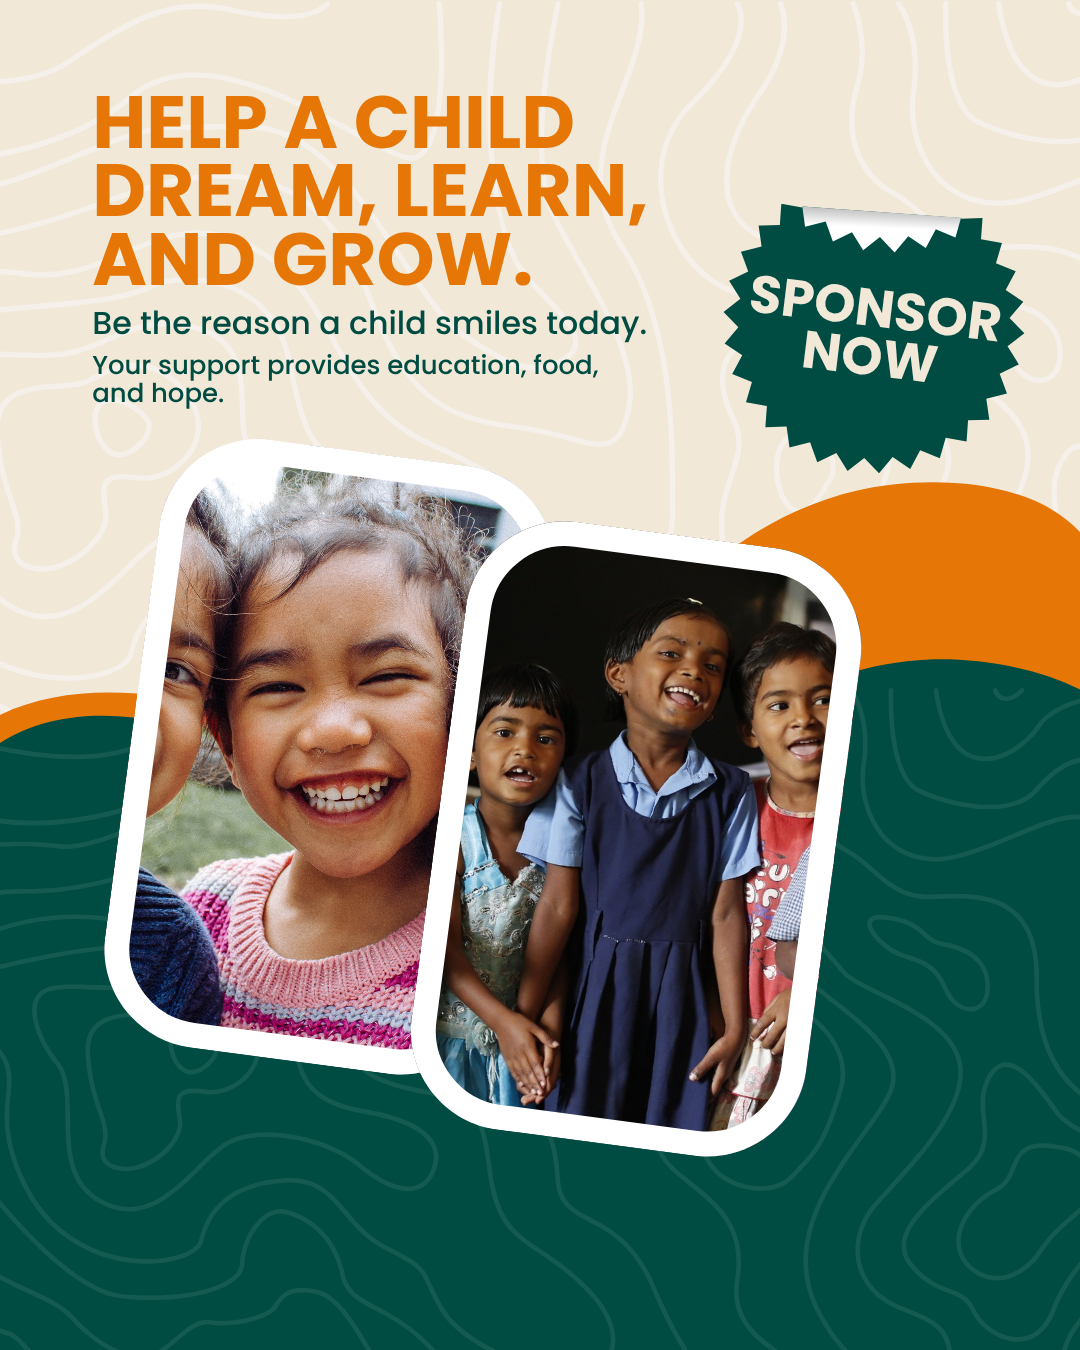 HELP A CHILD
DREAM, LEARN,
AND GROW.
Be the reason a child smiles today.
Your support provides education, food,
and hope.
SPONSOR
NOW